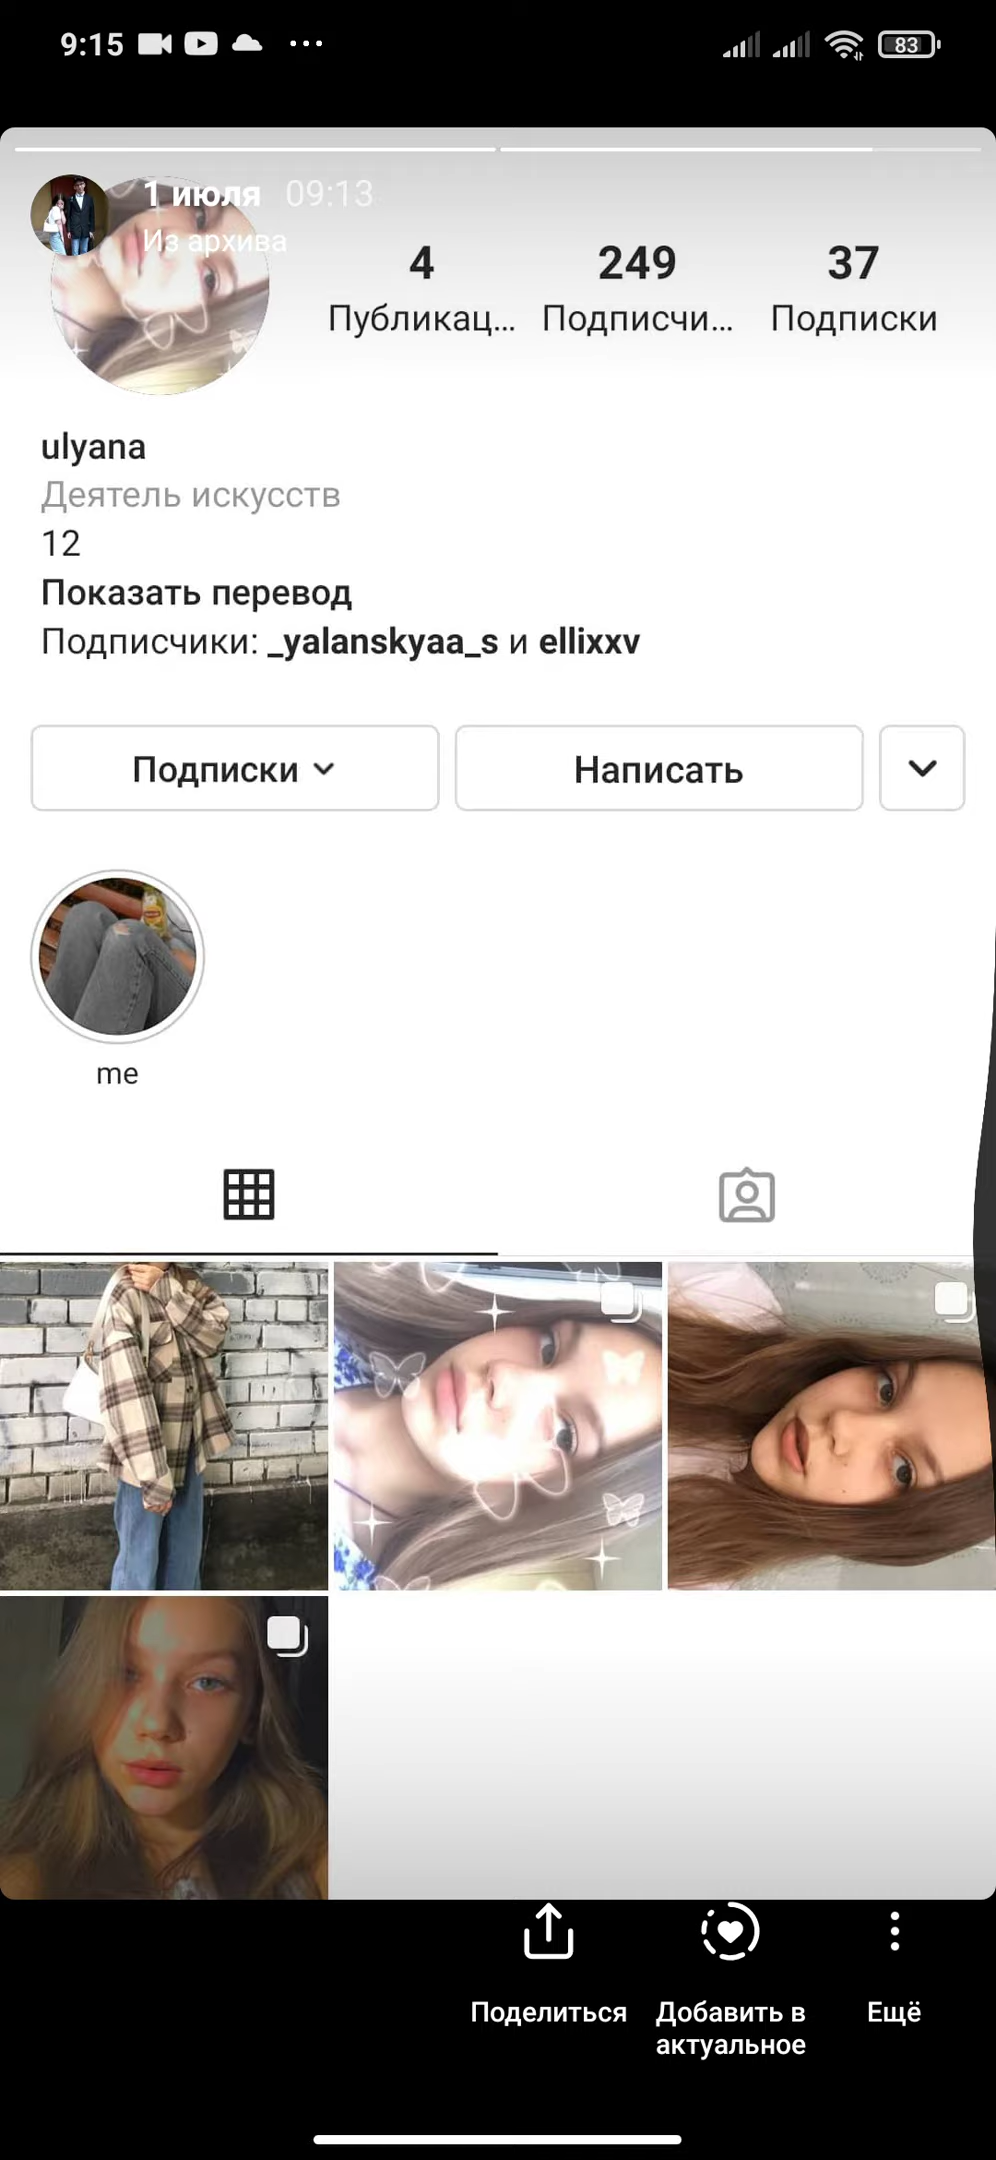 9:15
83
1 июля 09:13
Из архива
4 249 37
Публикац... Подписчи... Подписки
ulyana
Деятель искусств
12
Показать перевод
Подписчики: _yalanskyaa_s и ellixxv
Подписки Написать
me
Поделиться Добавить в актуальное Ещё